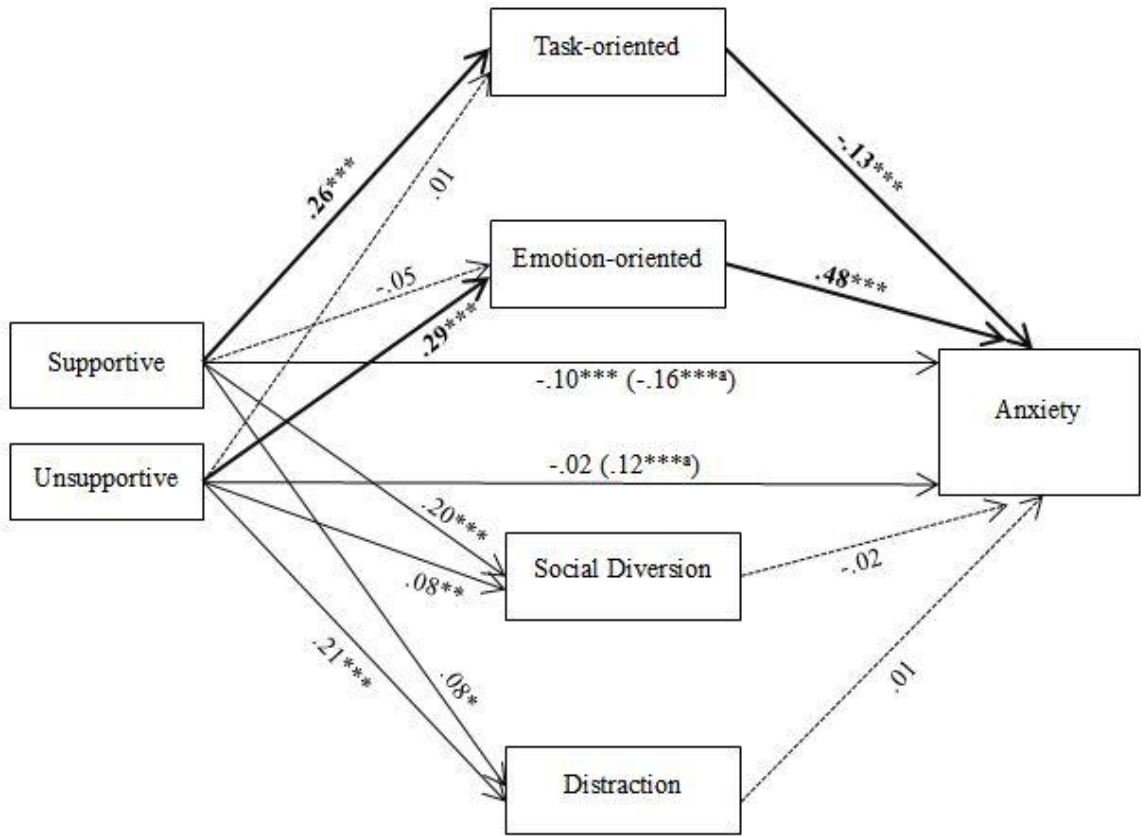 Task-oriented
.26***
.01
-.13***
Emotion-oriented
-.05
.48***
.29***
Supportive
-.10*** (-.16***ᵃ)
Anxiety
Unsupportive
-.02 (.12***ᵃ)
.20***
Social Diversion
-.02
.08**
.21***
.08*
.01
Distraction